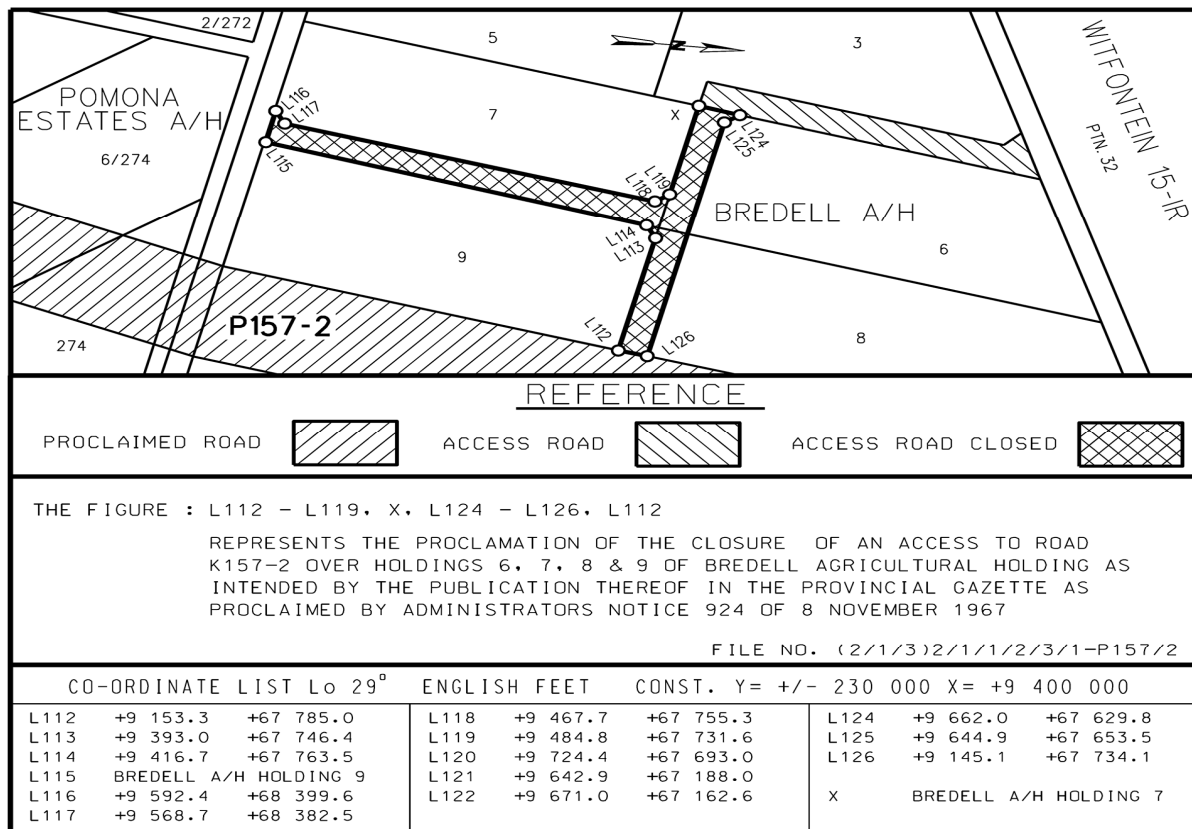 2/272
5
3
N
WITFONTEIN 15-IR
PTN. 32
POMONA
ESTATES A/H
6/274
L116
L117
7
X
L124
L125
L115
L119
L118
BREDELL A/H
L114
L113
6
9
P157-2
274
L112
L126
8
REFERENCE
PROCLAIMED ROAD ACCESS ROAD ACCESS ROAD CLOSED
THE FIGURE : L112 - L119, X, L124 - L126, L112
REPRESENTS THE PROCLAMATION OF THE CLOSURE OF AN ACCESS TO ROAD
K157-2 OVER HOLDINGS 6, 7, 8 & 9 OF BREDELL AGRICULTURAL HOLDING AS
INTENDED BY THE PUBLICATION THEREOF IN THE PROVINCIAL GAZETTE AS
PROCLAIMED BY ADMINISTRATORS NOTICE 924 OF 8 NOVEMBER 1967
FILE NO. (2/1/3)2/1/1/2/3/1-P157/2
CO-ORDINATE LIST Lo 29° ENGLISH FEET CONST. Y= +/- 230 000 X= +9 400 000
L112 +9 153.3 +67 785.0
L113 +9 393.0 +67 746.4
L114 +9 416.7 +67 763.5
L115 BREDELL A/H HOLDING 9
L116 +9 592.4 +68 399.6
L117 +9 568.7 +68 382.5
L118 +9 467.7 +67 755.3
L119 +9 484.8 +67 731.6
L120 +9 724.4 +67 693.0
L121 +9 642.9 +67 188.0
L122 +9 671.0 +67 162.6
L124 +9 662.0 +67 629.8
L125 +9 644.9 +67 653.5
L126 +9 145.1 +67 734.1
X BREDELL A/H HOLDING 7